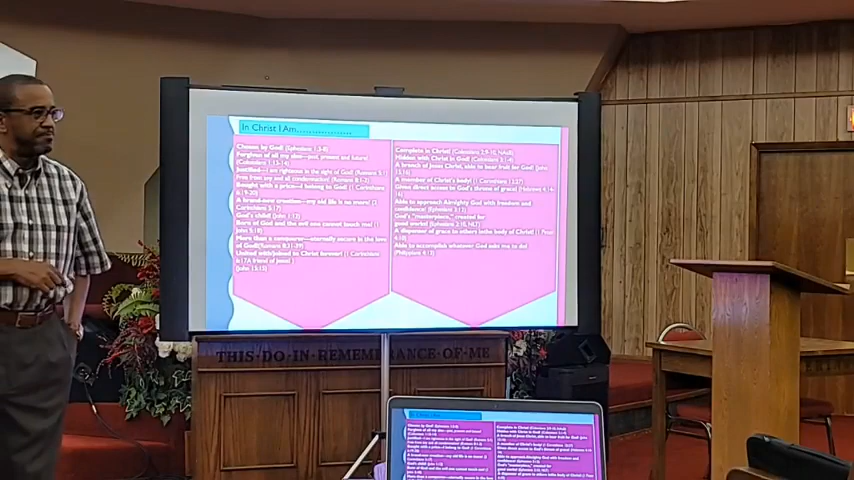 In Christ I Am...................
Chosen by God! (Ephesians 1:3-8)
Forgiven of all my sins—past, present and future!
(Colossians 1:13-14)
Justified—I am righteous in the sight of God! (Romans 5:1)
Free from any and all condemnation! (Romans 8:1-2)
Bought with a price—I belong to God! (1 Corinthians
6:19-20)
A brand-new creation—my old life is no more! (2
Corinthians 5:17)
God's child! (John 1:12)
Born of God and the evil one cannot touch me! (1
John 5:18)
More than a conqueror—eternally secure in the love
of God! (Romans 8:31-39)
United with/joined to Christ forever! (1 Corinthians
6:17 A friend of Jesus! )
(John 15:15)
Complete in Christ! (Colossians 2:9-10, NASB)
Hidden with Christ in God! (Colossians 3:1-4)
A branch of Jesus Christ, able to bear fruit for God! (John
15:16)
A member of Christ's body! (1 Corinthians 12:27)
Given direct access to God's throne of grace! (Hebrews 4:14-
16)
Able to approach Almighty God with freedom and
confidence! (Ephesians 3:12)
God's "masterpiece," created for
good works! (Ephesians 2:10, NLT)
A dispenser of grace to others in the body of Christ! (1 Peter
4:10)
Able to accomplish whatever God asks me to do!
(Philippians 4:13)
THIS DO IN REMEMBRANCE OF ME